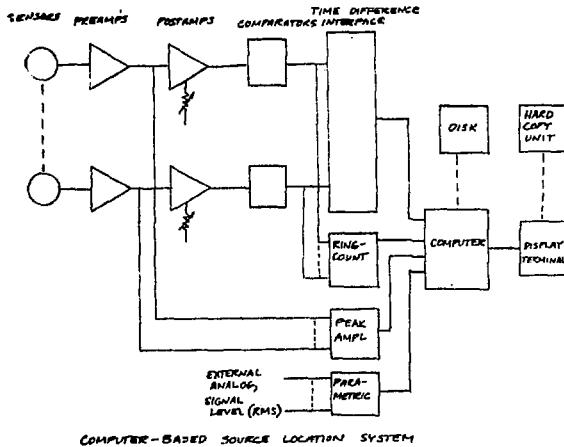 SENSORS PREAMPS POSTAMPS COMPARATORS TIME DIFFERENCE
INTERFACE
DISK
HARD
COPY
UNIT
RING-
COUNT
COMPUTER
DISPLAY
TERMINAL
PEAK
AMPL
EXTERNAL
ANALOG,
SIGNAL
LEVEL (RMS)
PARA-
METRIC
COMPUTER-BASED SOURCE LOCATION SYSTEM